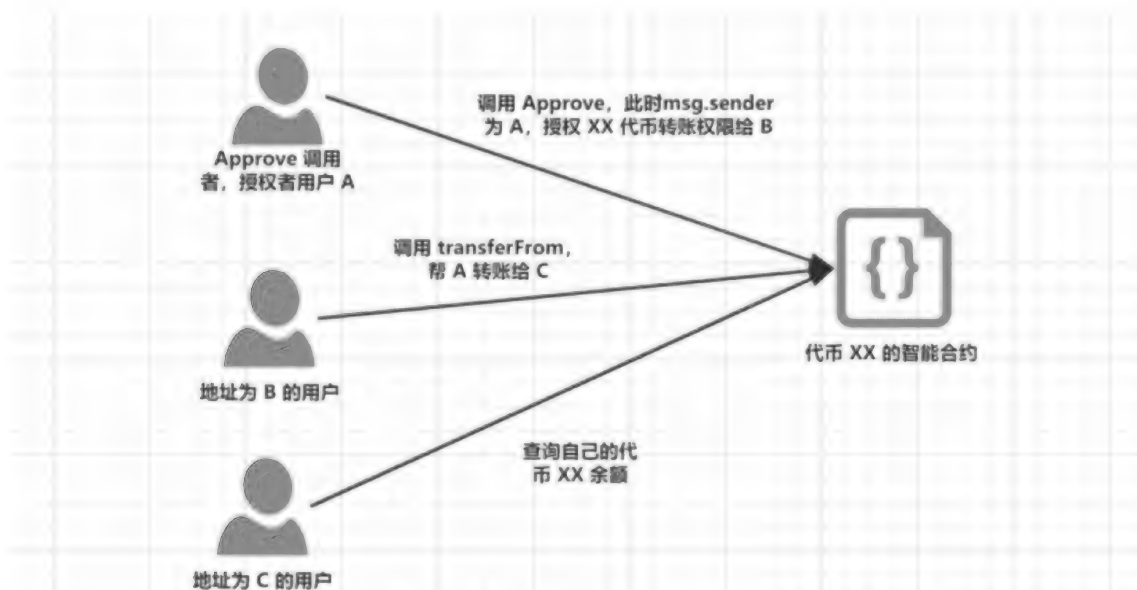 调用 Approve，此时msg.sender
为 A，授权 XX 代币转账权限给 B
Approve 调用
者，授权者用户 A
调用 transferFrom，
帮 A 转账给 C
代币 XX 的智能合约
地址为 B 的用户
查询自己的代
币 XX 余额
地址为 C 的用户